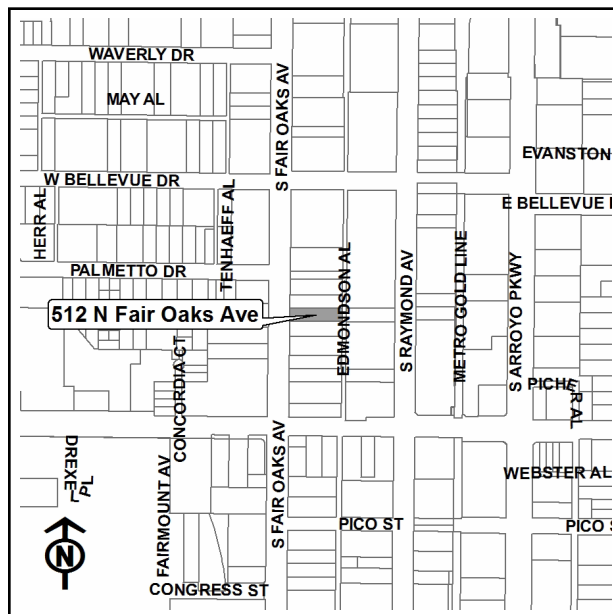 WAVERLY DR
MAY AL
S FAIR OAKS AV
EVANSTON
W BELLEVUE DR
HERR AL
TENHAEFF AL
E BELLEVUE
PALMETTO DR
EDMONDSON AL
S RAYMOND AV
METRO GOLD LINE
S ARROYO PKWY
512 N Fair Oaks Ave
CONCORDIA CT
PICHER AL
DREXEL PL
FAIRMOUNT AV
S FAIR OAKS AV
WEBSTER AL
PICO ST
PICO S
N
CONGRESS ST